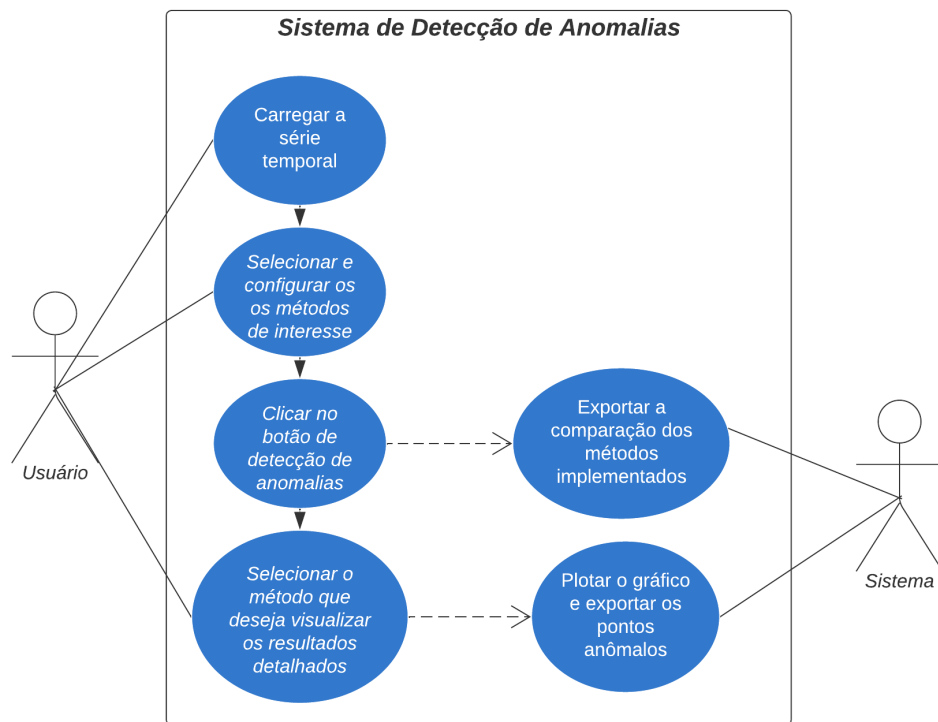 Sistema de Detecção de Anomalias
Carregar a
série
temporal
Selecionar e
configurar os
os métodos
de interesse
Clicar no
botão de
detecção de
anomalias
Exportar a
comparação dos
métodos
implementados
Usuário
Selecionar o
método que
deseja visualizar
os resultados
detalhados
Plotar o gráfico
e exportar os
pontos
anômalos
Sistema